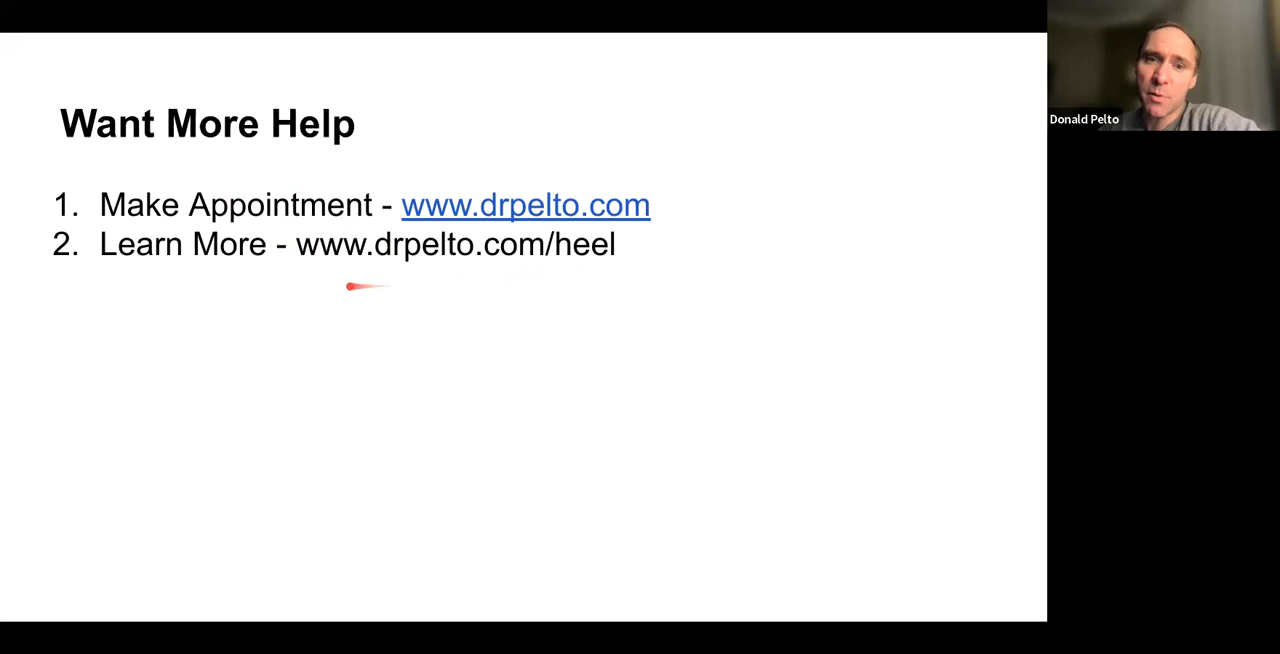 Want More Help
1. Make Appointment - www.drpelto.com
2. Learn More - www.drpelto.com/heel
Donald Pelto